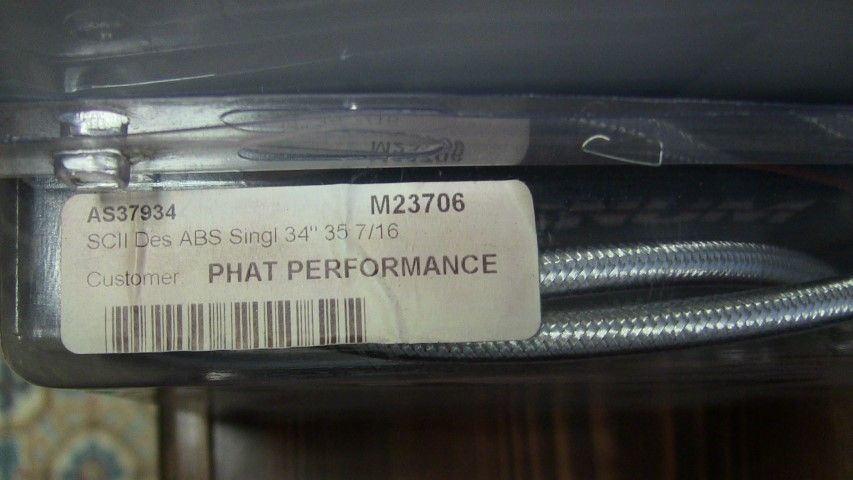 AS37934 M23706
SCII Des ABS Singl 34" 35 7/16
Customer: PHAT PERFORMANCE